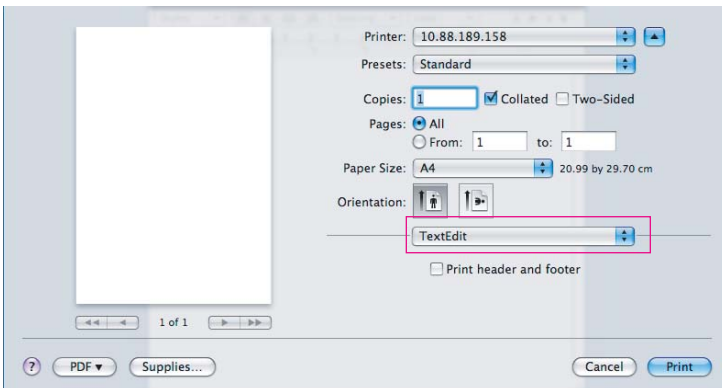 Printer: 10.88.189.158
Presets: Standard
Copies: 1 Collated Two-Sided
Pages: All
From: 1 to: 1
Paper Size: A4 20.99 by 29.70 cm
Orientation:
TextEdit
Print header and footer
1 of 1
? PDF Supplies... Cancel Print